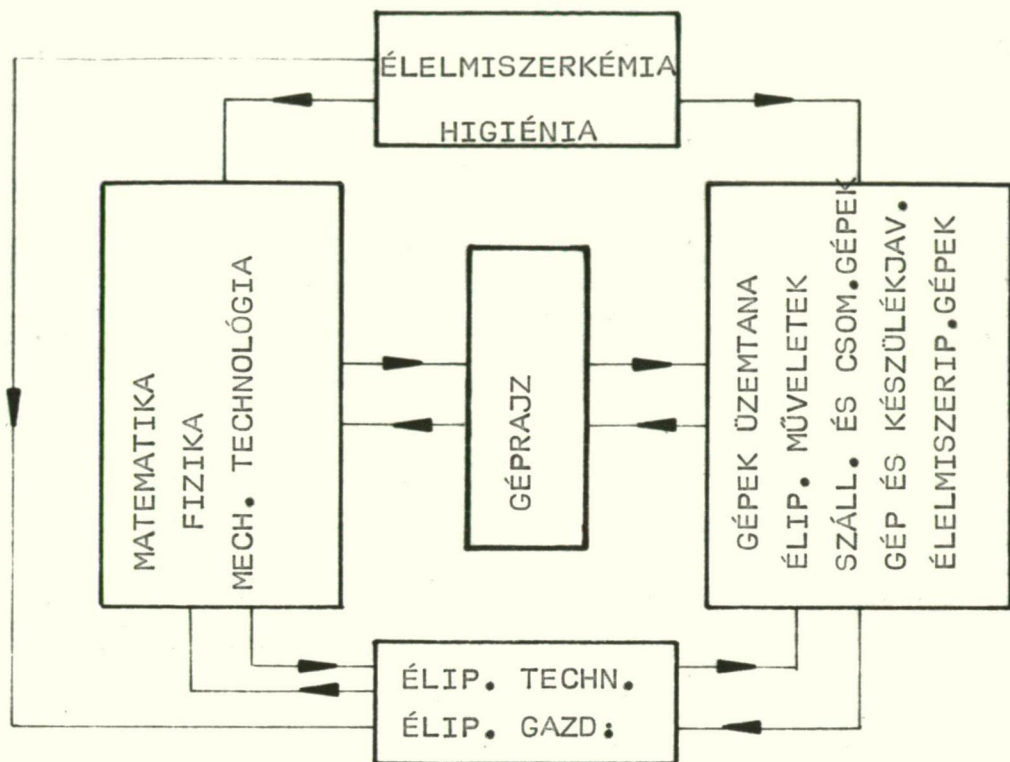 ÉLELMISZERKÉMIA
HIGIÉNIA
MATEMATIKA
FIZIKA
MECH. TECHNOLÓGIA
GÉPRAJZ
GÉPEK ÜZEMTANA
ÉLIP. MŰVELETEK
SZÁLL. ÉS CSOM.GÉPEK
GÉP ÉS KÉSZÜLÉKJAV.
ÉLELMISZERIP.GÉPEK
ÉLIP. TECHN.
ÉLIP. GAZD: